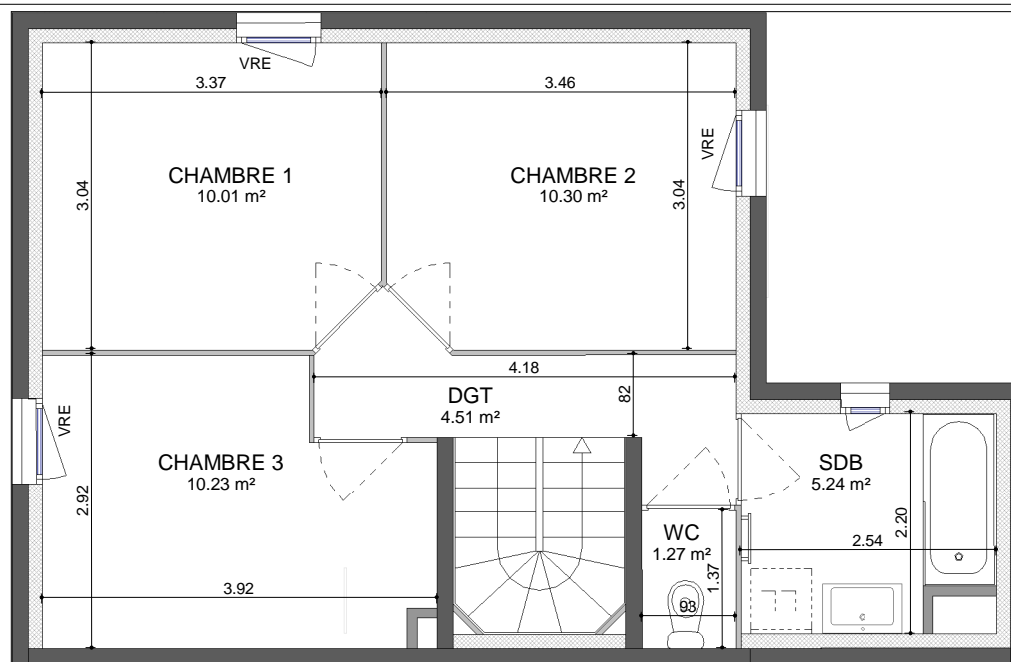 VRE
3.37
3.46
3.04
CHAMBRE 1
10.01 m²
CHAMBRE 2
10.30 m²
VRE
3.04
4.18
DGT
4.51 m²
82
VRE
CHAMBRE 3
10.23 m²
2.92
3.92
SDB
5.24 m²
2.20
2.54
WC
1.27 m²
1.37
93